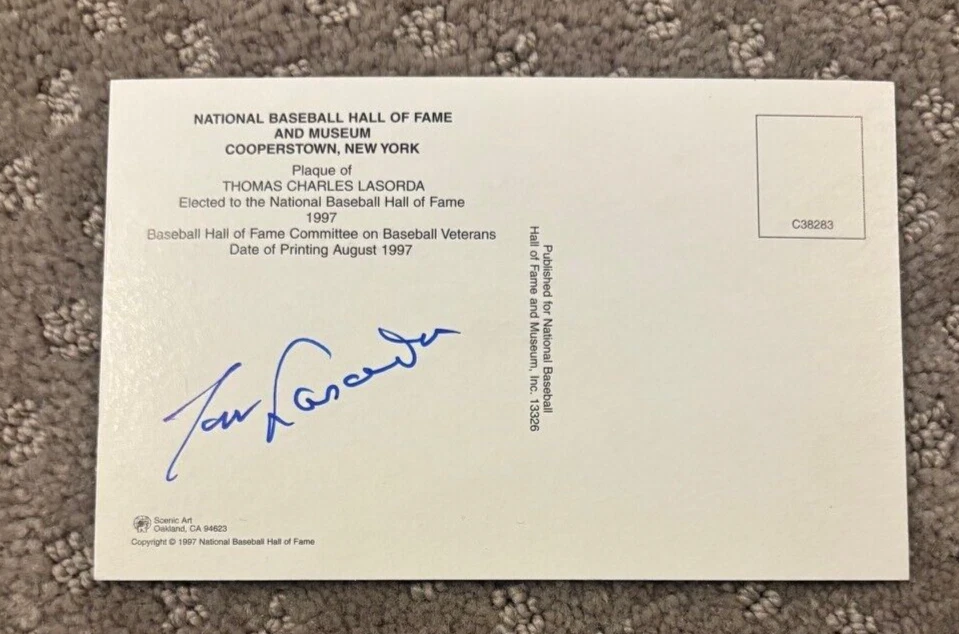 NATIONAL BASEBALL HALL OF FAME
AND MUSEUM
COOPERSTOWN, NEW YORK
Plaque of
THOMAS CHARLES LASORDA
Elected to the National Baseball Hall of Fame
1997
Baseball Hall of Fame Committee on Baseball Veterans
Date of Printing August 1997
Tom Lasorda
Scenic Art
Oakland, CA 94623
Copyright © 1997 National Baseball Hall of Fame
Published for National Baseball
Hall of Fame and Museum, Inc. 13326
C38283